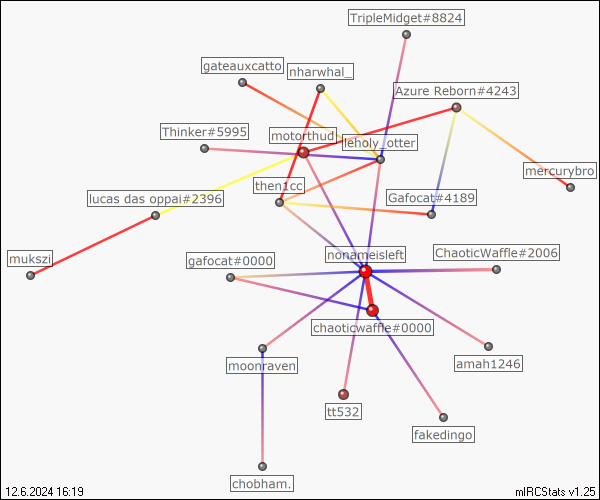 TripleMidget#8824
gateauxcatto
nharwhal_
Azure Reborn#4243
Thinker#5995
motorthud
leholy_otter
mercurybro
then1cc
lucas das oppai#2396
Gafocat#4189
mukszi
gafocat#0000
nonameisleft
ChaoticWaffle#2006
chaoticwaffle#0000
moonraven
amah1246
tt532
fakedingo
chobham.
12.6.2024 16:19
mIRCStats v1.25